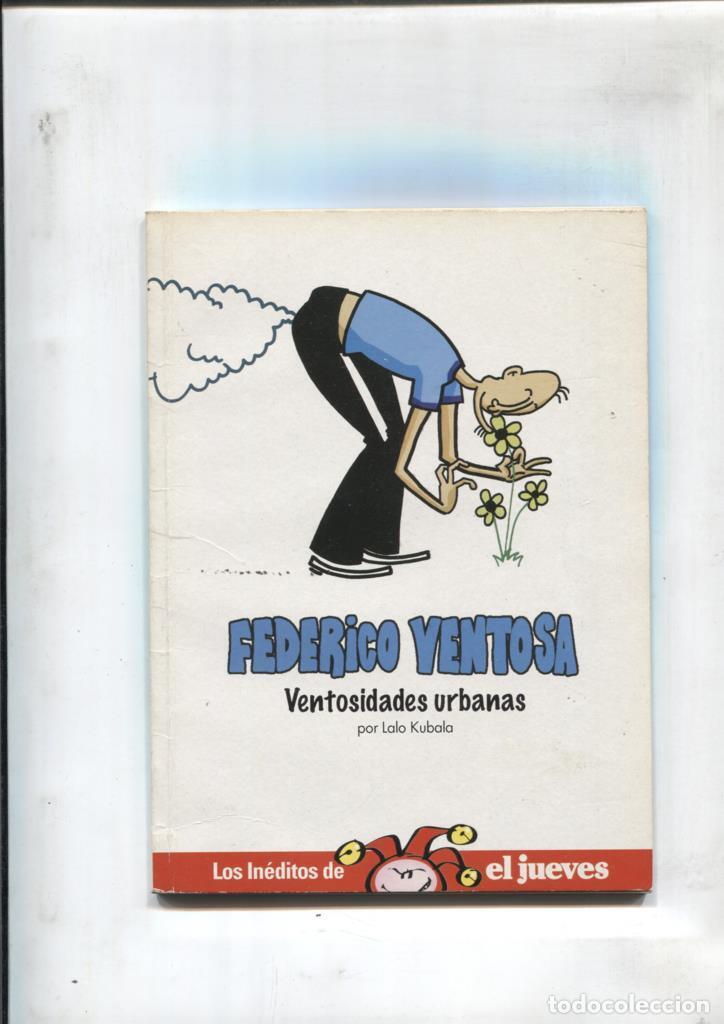 FEDERICO VENTOSA
Ventosidades urbanas
por Lalo Kubala
Los Inéditos de el jueves
todocoleccion